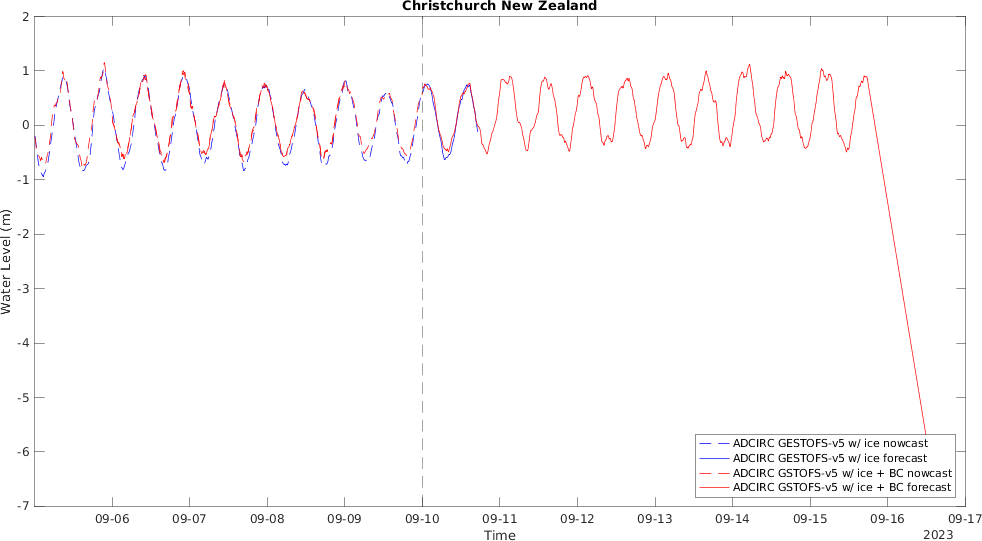 Christchurch New Zealand
2
1
0
-1
-2
-3
-4
-5
-6
-7
Water Level (m)
ADCIRC GESTOFS-v5 w/ ice nowcast
ADCIRC GESTOFS-v5 w/ ice forecast
ADCIRC GSTOFS-v5 w/ ice + BC nowcast
ADCIRC GSTOFS-v5 w/ ice + BC forecast
09-06 09-07 09-08 09-09 09-10 09-11 09-12 09-13 09-14 09-15 09-16 09-17
Time
2023